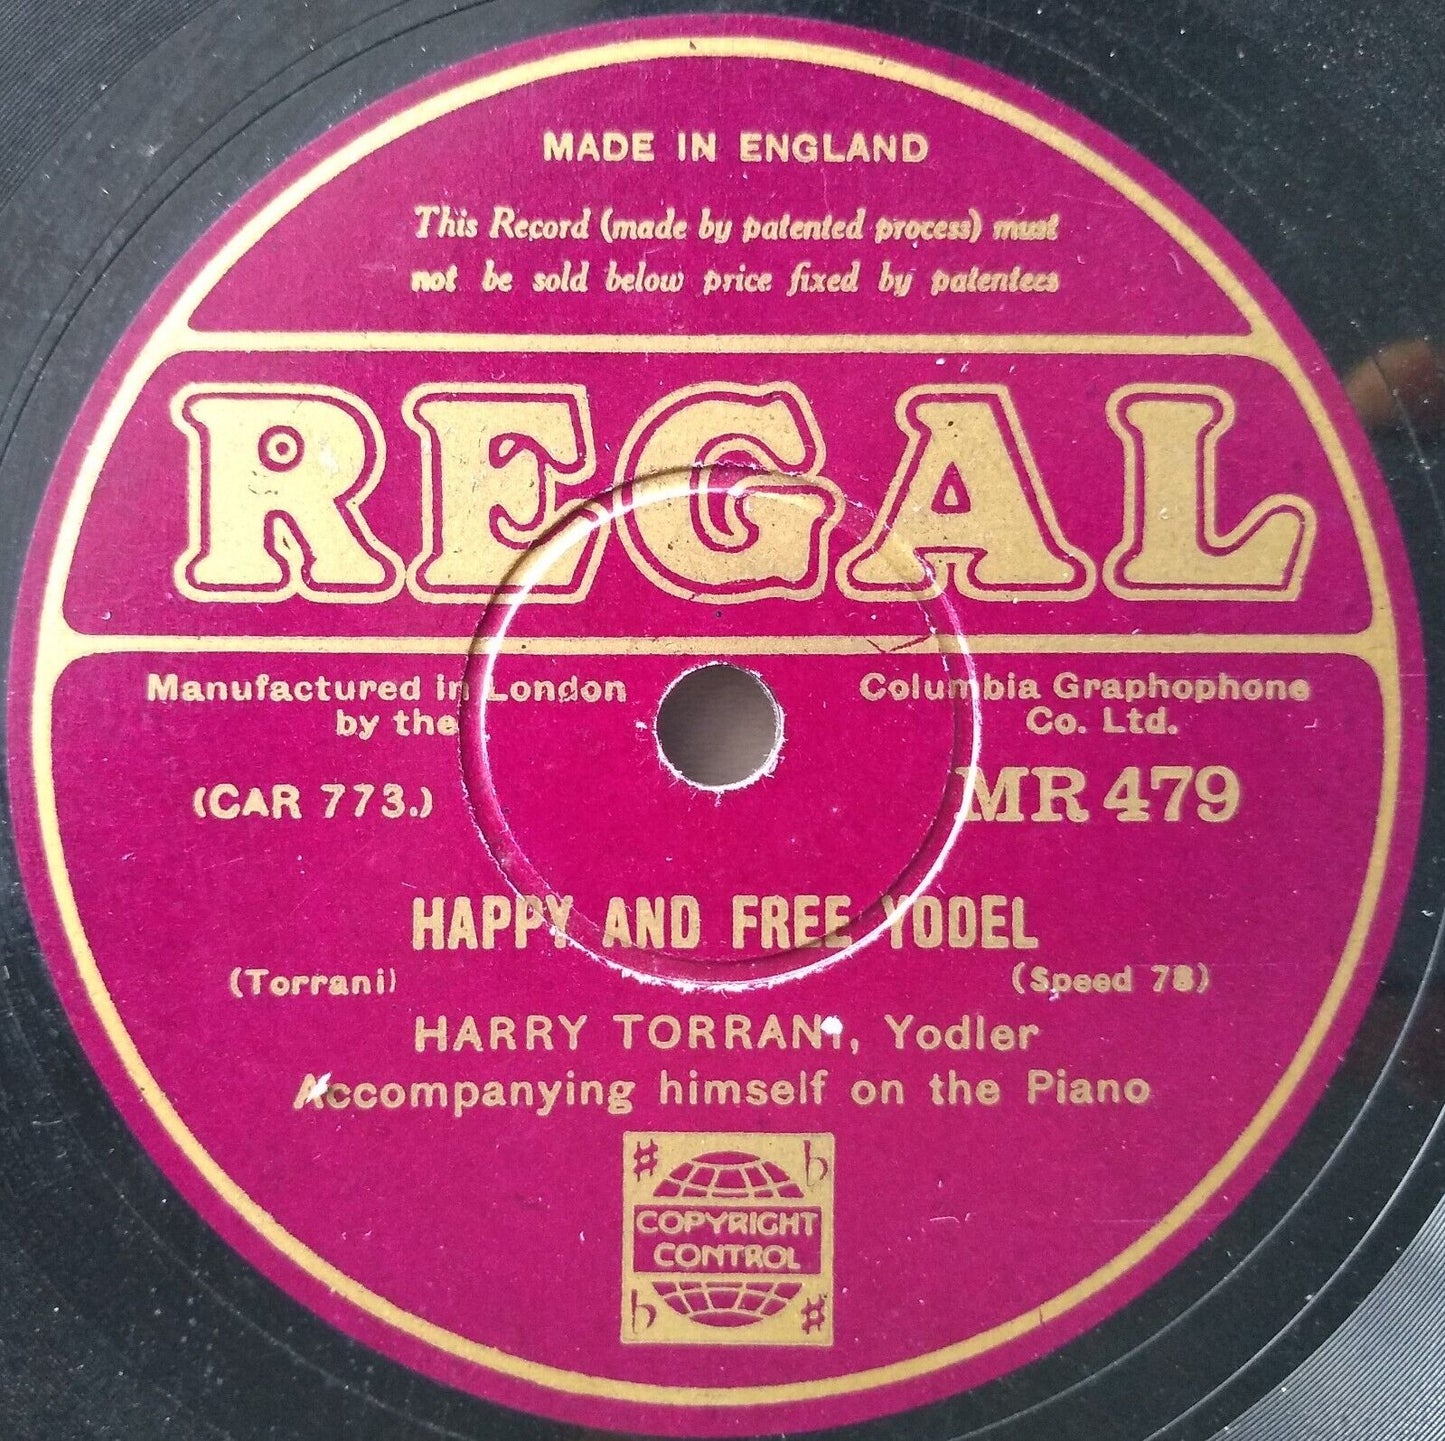 MADE IN ENGLAND
This Record (made by patented process) must
not be sold below price fixed by patentees
REGAL
Manufactured in London
by the
Columbia Graphophone
Co. Ltd.
(CAR 773.)
MR 479
HAPPY AND FREE YODEL
(Torrani)
(Speed 78)
HARRY TORRANI, Yodler
Accompanying himself on the Piano
♯ ♭
COPYRIGHT
CONTROL
♭ ♯